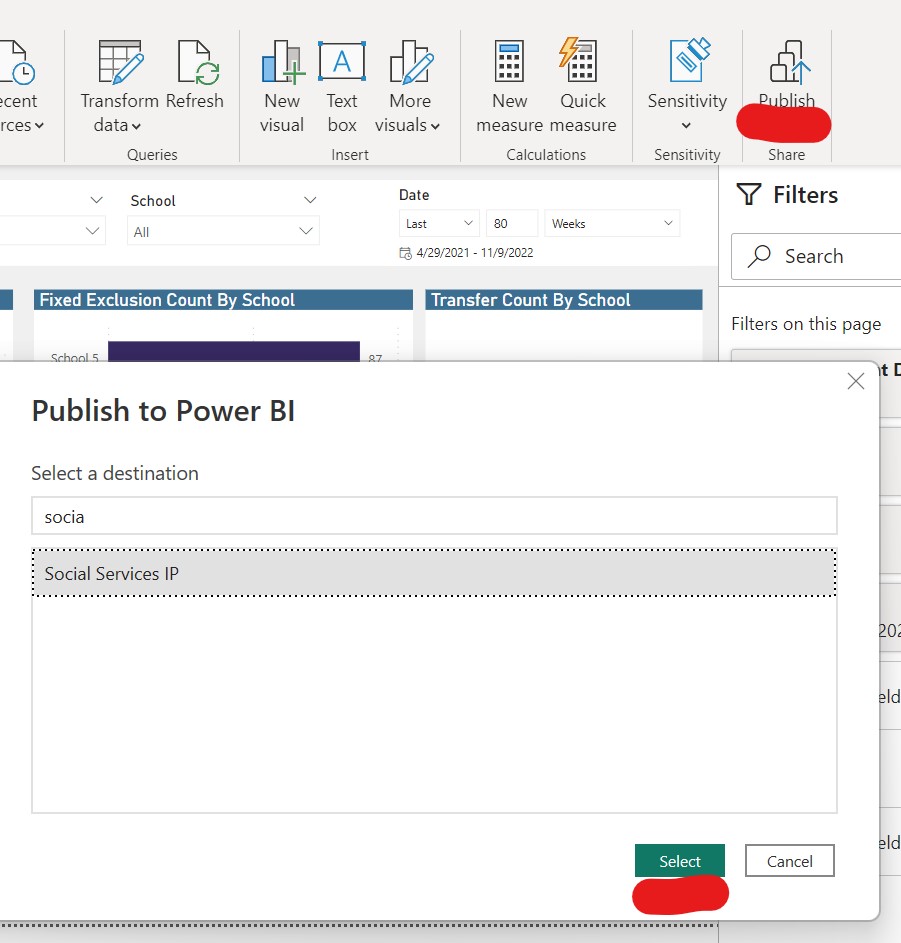 ecent
rces
Transform
data
Refresh
Queries
New
visual
Text
box
More
visuals
Insert
New
measure
Quick
measure
Calculations
Sensitivity
Sensitivity
Publish
Share
School
All
Date
Last
80
Weeks
4/29/2021 - 11/9/2022
Filters
Search
Filters on this page
Fixed Exclusion Count By School
Transfer Count By School
School 5
87
t D
Publish to Power BI
Select a destination
socia
Social Services IP
202
eld
eld
Select
Cancel